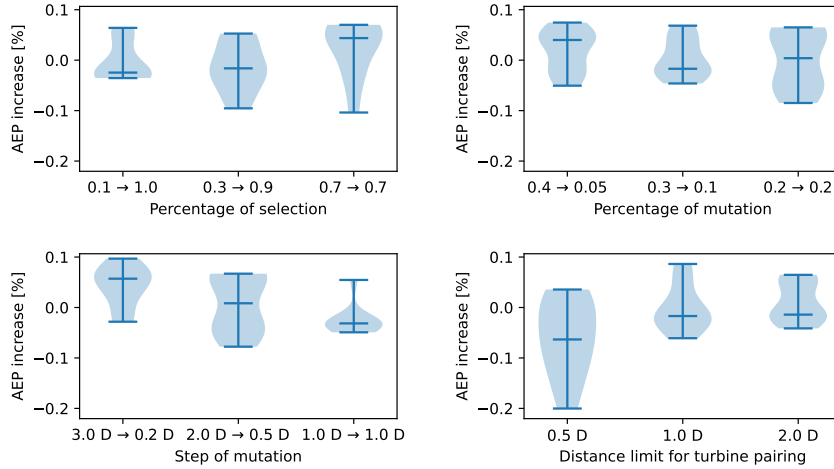 0.1
0.0
−0.1
−0.2
AEP increase [%]
0.1 → 1.0
0.3 → 0.9
0.7 → 0.7
Percentage of selection
0.1
0.0
−0.1
−0.2
AEP increase [%]
0.4 → 0.05
0.3 → 0.1
0.2 → 0.2
Percentage of mutation
0.1
0.0
−0.1
−0.2
AEP increase [%]
3.0 D → 0.2 D
2.0 D → 0.5 D
1.0 D → 1.0 D
Step of mutation
0.1
0.0
−0.1
−0.2
AEP increase [%]
0.5 D
1.0 D
2.0 D
Distance limit for turbine pairing